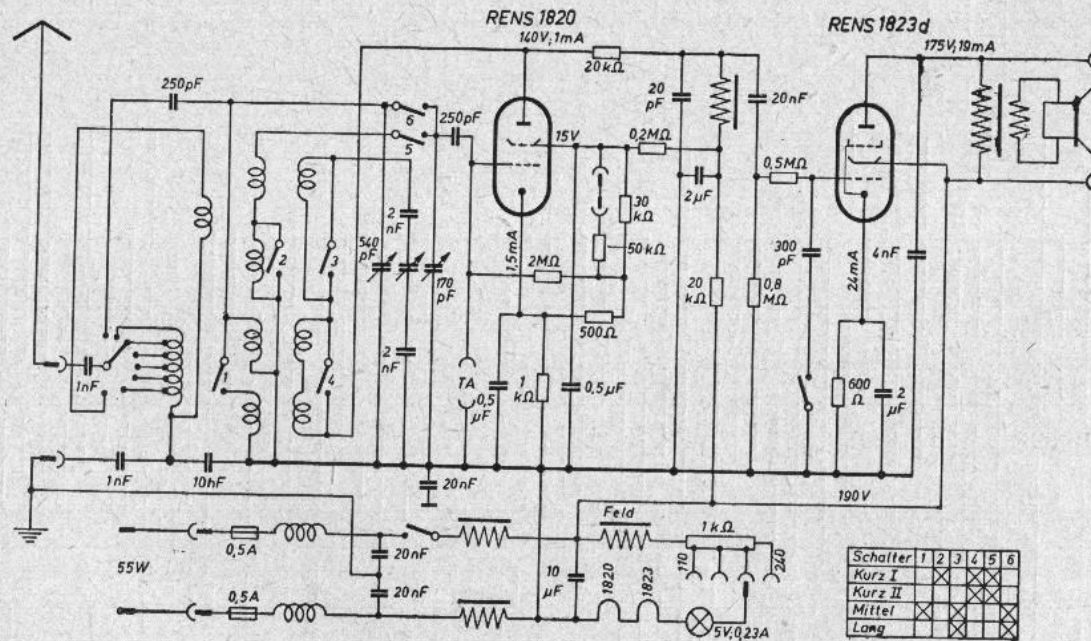 RENS 1820
140V; 1mA
RENS 1823d
175V; 19mA
250pF
20kΩ
20
pF
20nF
6
5
250pF
15V
0,2MΩ
0,5MΩ
2µF
2
nF
30
kΩ
50kΩ
540
pF
170
pF
2
3
1,5mA
2MΩ
300
pF
24mA
4nF
20
kΩ
0,8
MΩ
500Ω
2
nF
1nF
1
4
TA
0,5
µF
1
kΩ
0,5µF
600
Ω
2
µF
1nF
10nF
20nF
190V
Feld
1kΩ
0,5A
20nF
110
240
55W
10
µF
1820
1823
0,5A
20nF
5V; 0,23A
Schalter 1 2 3 4 5 6
Kurz I
Kurz II
Mittel
Lang